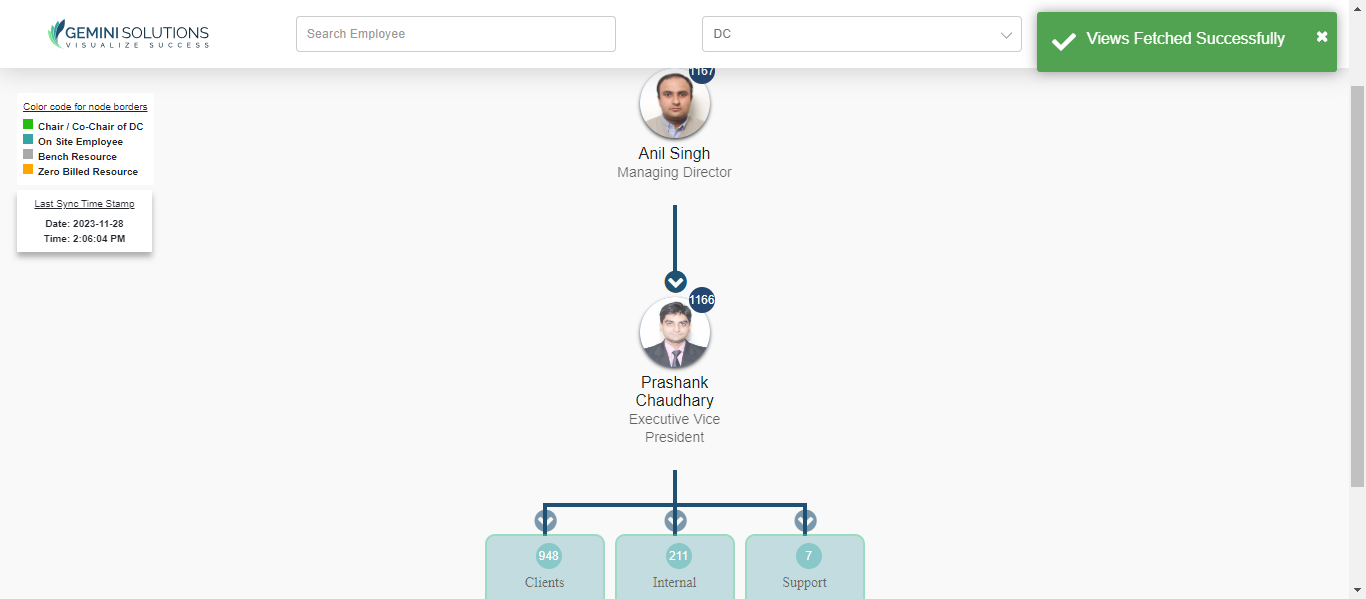 GEMINI SOLUTIONS
VISUALIZE SUCCESS
Search Employee
DC
Views Fetched Successfully
Color code for node borders
Chair / Co-Chair of DC
On Site Employee
Bench Resource
Zero Billed Resource
Last Sync Time Stamp
Date: 2023-11-28
Time: 2:06:04 PM
1167
Anil Singh
Managing Director
1166
Prashank
Chaudhary
Executive Vice
President
948
Clients
211
Internal
7
Support